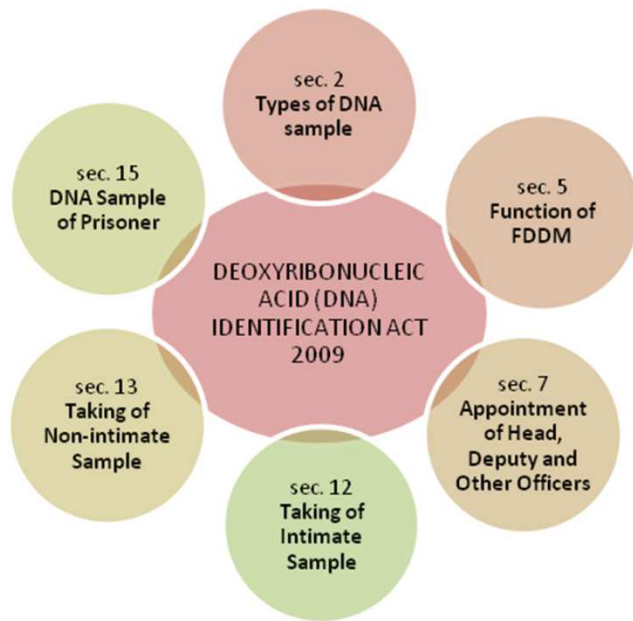 sec. 2
Types of DNA
sample
sec. 5
Function of
FDDM
sec. 7
Appointment
of Head,
Deputy and
Other Officers
sec. 12
Taking of
Intimate
Sample
sec. 13
Taking of
Non-intimate
Sample
sec. 15
DNA Sample
of Prisoner
DEOXYRIBONUCLEIC
ACID (DNA)
IDENTIFICATION ACT
2009